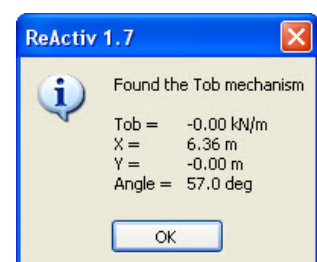 ReActiv 1.7
Found the Tob mechanism
Tob = -0.00 kN/m
X = 6.36 m
Y = -0.00 m
Angle = 57.0 deg
OK